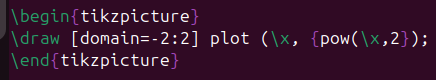 \begin{tikzpicture}
\draw [domain=-2:2] plot (\x, {pow(\x,2});
\end{tikzpicture}